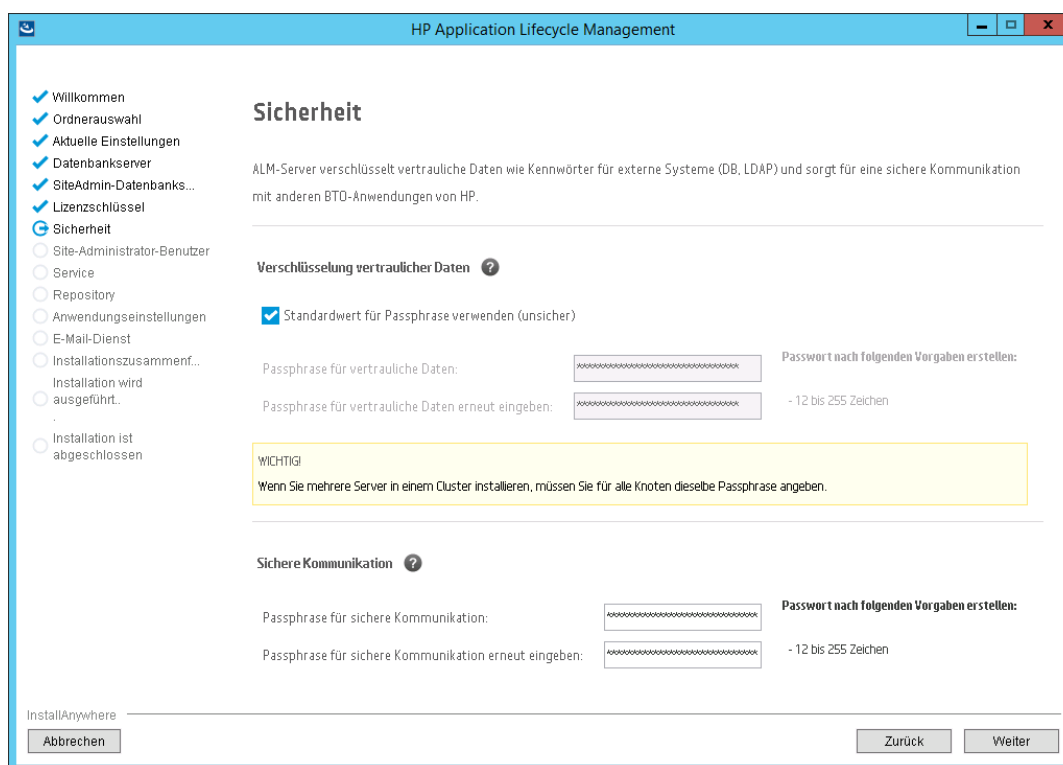 HP Application Lifecycle Management
Willkommen
Ordnerauswahl
Aktuelle Einstellungen
Datenbankserver
SiteAdmin-Datenbanks...
Lizenzschlüssel
Sicherheit
Site-Administrator-Benutzer
Service
Repository
Anwendungseinstellungen
E-Mail-Dienst
Installationszusammenf...
Installation wird
ausgeführt..
.
Installation ist
abgeschlossen
Sicherheit
ALM-Server verschlüsselt vertrauliche Daten wie Kennwörter für externe Systeme (DB, LDAP) und sorgt für eine sichere Kommunikation
mit anderen BTO-Anwendungen von HP.
Verschlüsselung vertraulicher Daten ?
Standardwert für Passphrase verwenden (unsicher)
Passphrase für vertrauliche Daten:
Passwort nach folgenden Vorgaben erstellen:
Passphrase für vertrauliche Daten erneut eingeben:
- 12 bis 255 Zeichen
WICHTIG!
Wenn Sie mehrere Server in einem Cluster installieren, müssen Sie für alle Knoten dieselbe Passphrase angeben.
Sichere Kommunikation ?
Passphrase für sichere Kommunikation:
Passwort nach folgenden Vorgaben erstellen:
Passphrase für sichere Kommunikation erneut eingeben:
- 12 bis 255 Zeichen
InstallAnywhere
Abbrechen
Zurück
Weiter